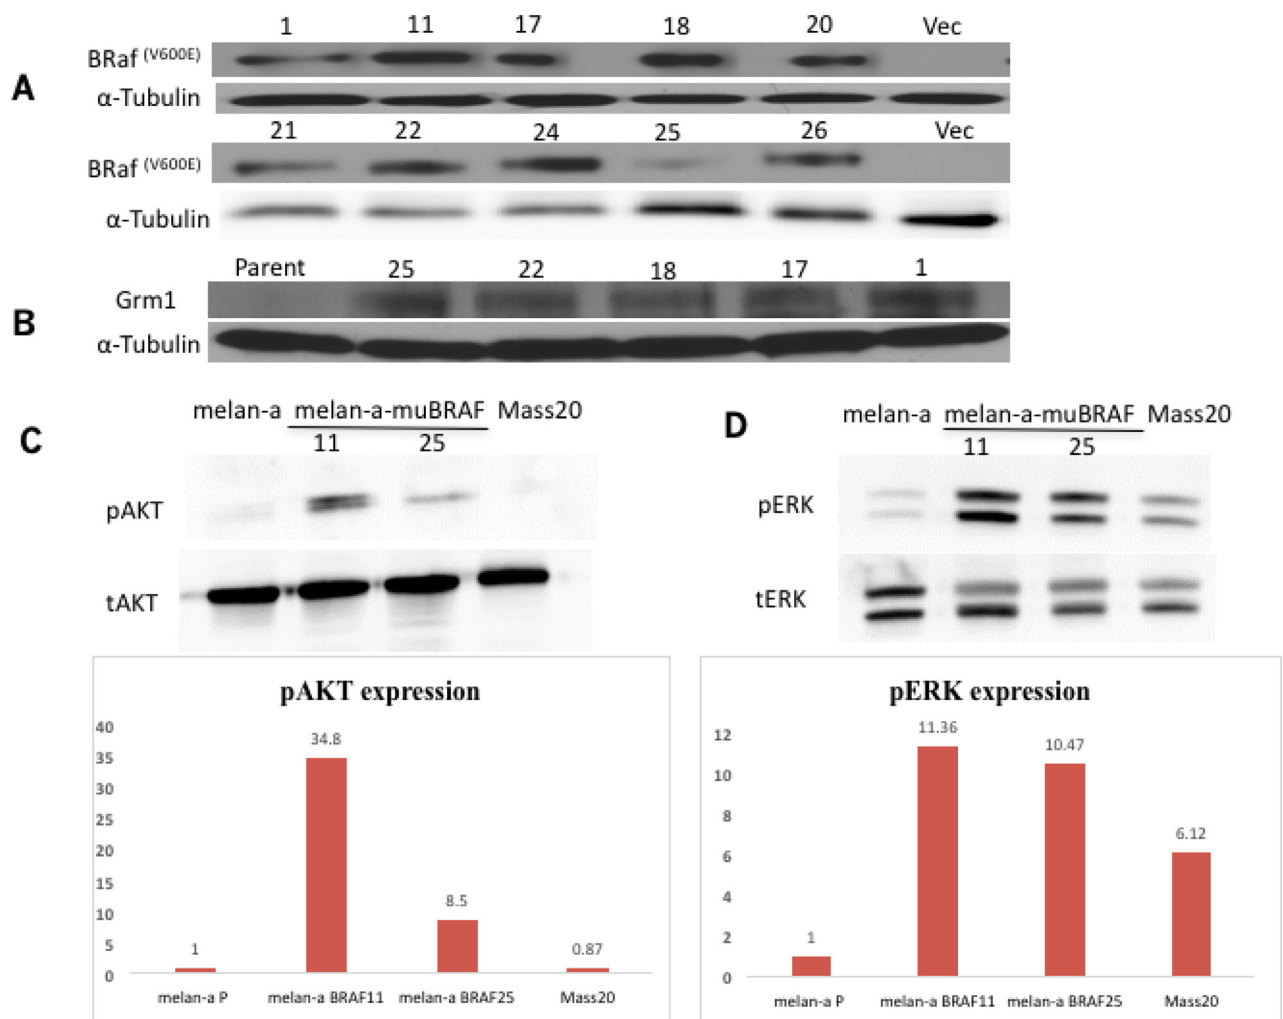 A
1 11 17 18 20 Vec
BRaf (V600E)
α-Tubulin
21 22 24 25 26 Vec
BRaf (V600E)
α-Tubulin
B
Parent 25 22 18 17 1
Grm1
α-Tubulin
C
melan-a melan-a-muBRAF Mass20
11 25
pAKT
tAKT
pAKT expression
40
35
30
25
20
15
10
5
0
1
34.8
8.5
0.87
melan-a P melan-a BRAF11 melan-a BRAF25 Mass20
D
melan-a melan-a-muBRAF Mass20
11 25
pERK
tERK
pERK expression
12
10
8
6
4
2
0
1
11.36
10.47
6.12
melan-a P melan-a BRAF11 melan-a BRAF25 Mass20